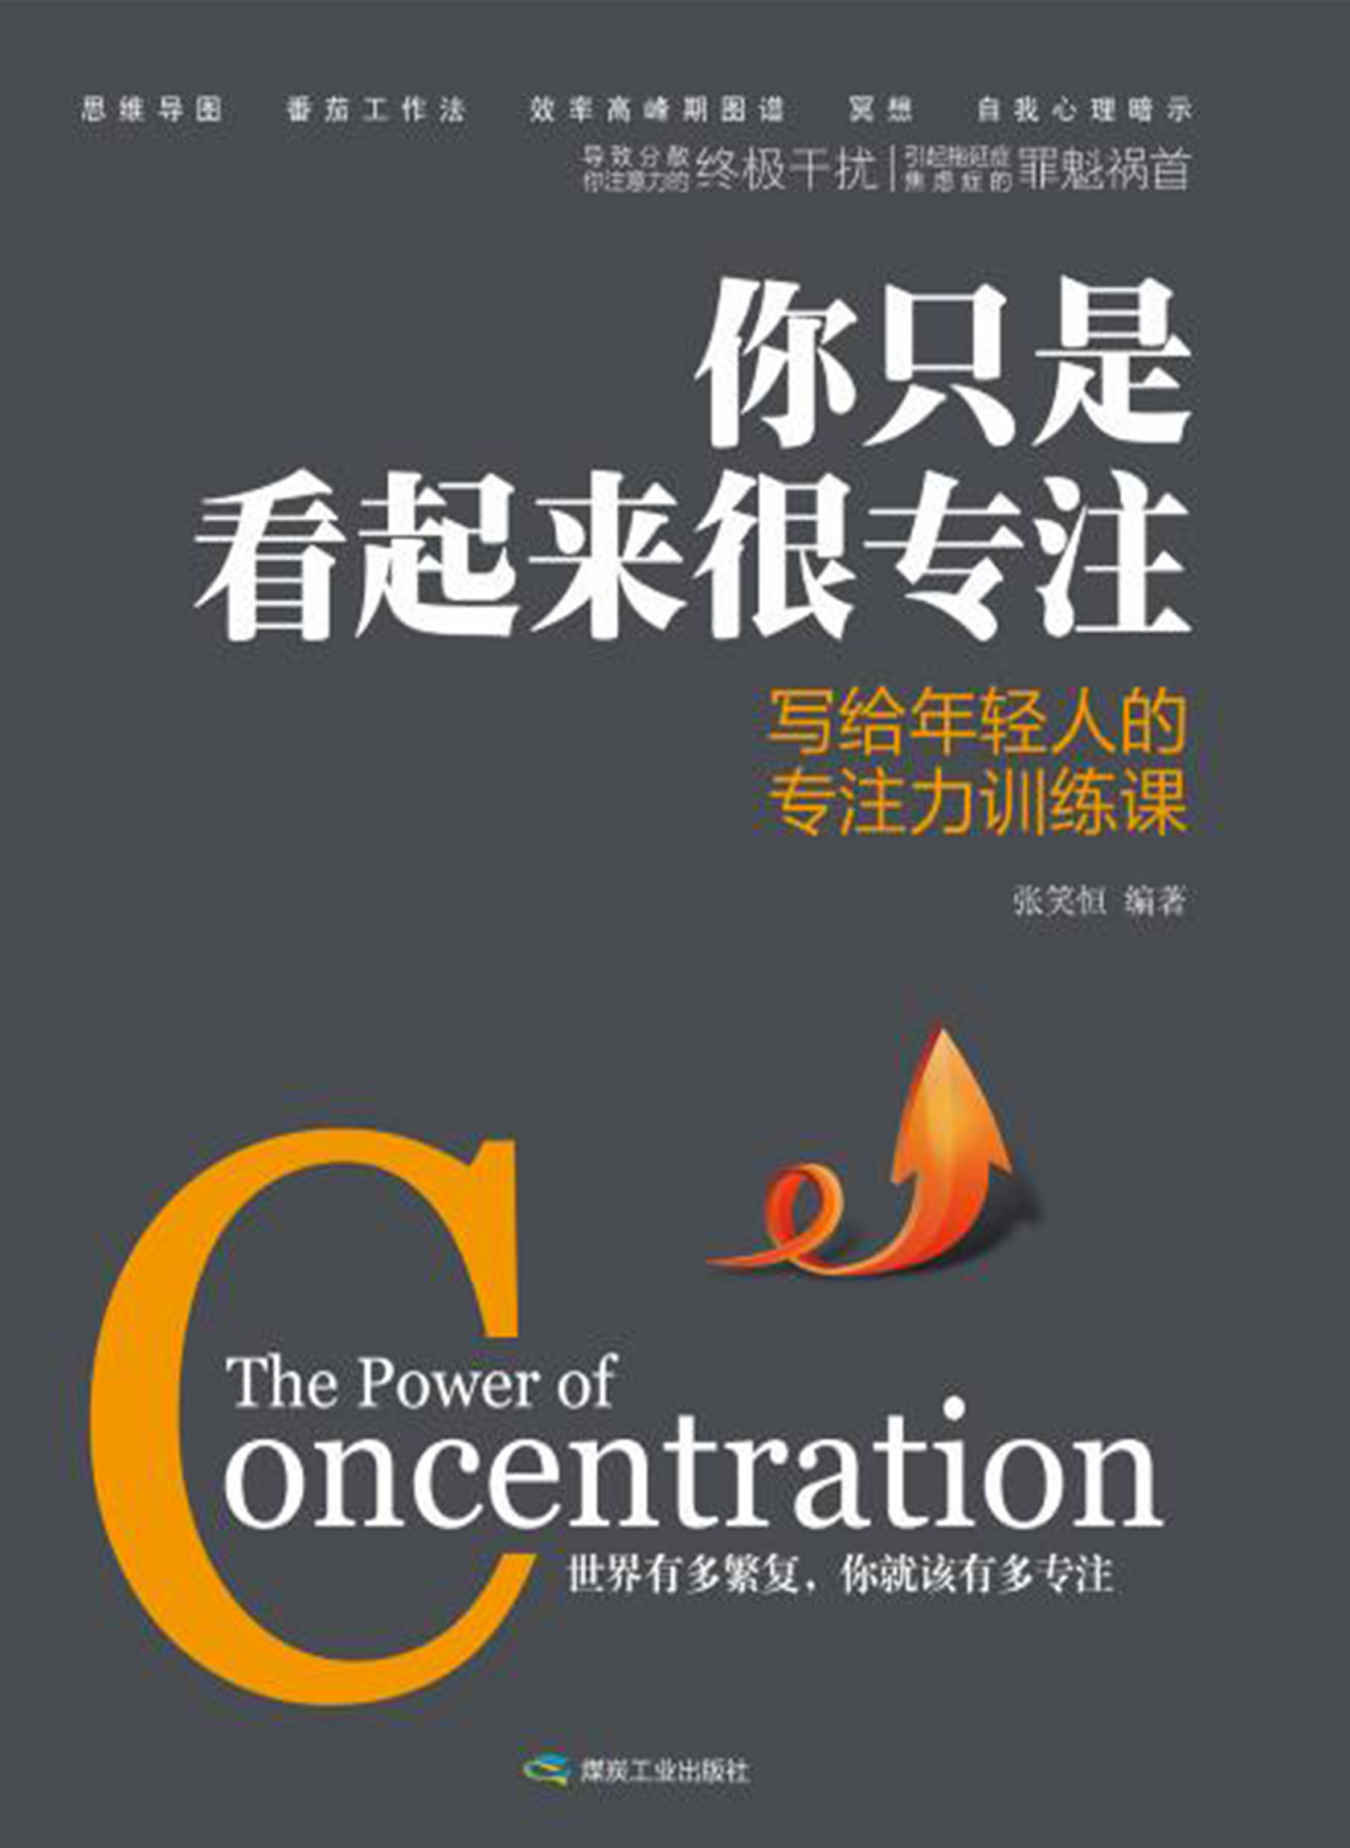 思维导图 番茄工作法 效率高峰期图谱 冥想 自我心理暗示
导致分散你注意力的终极干扰|引起拖延症焦虑症的罪魁祸首
你只是
看起来很专注
写给年轻人的
专注力训练课
张笑恒 编著
The Power of
Concentration
世界有多繁复，你就该有多专注
煤炭工业出版社